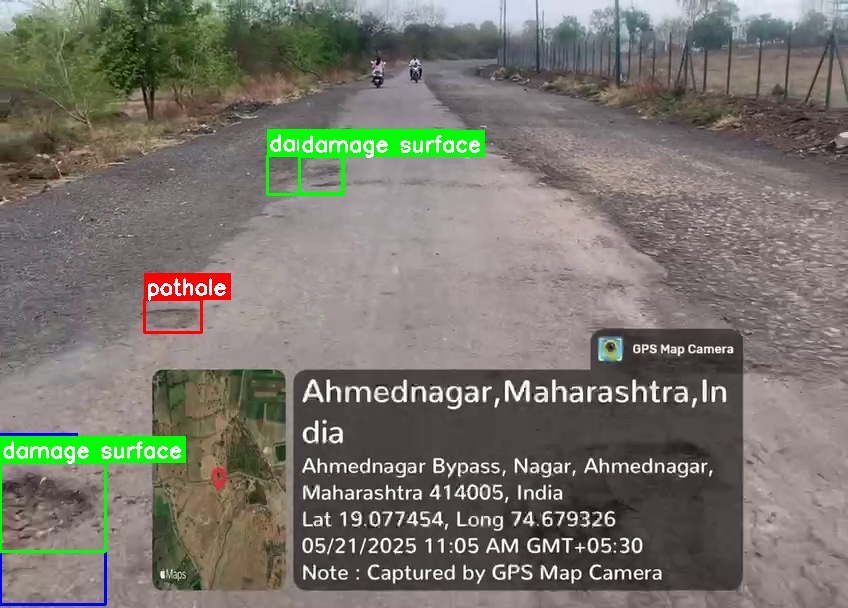 damage surface
pothole
damage surface
GPS Map Camera
Ahmednagar,Maharashtra,In
dia
Ahmednagar Bypass, Nagar, Ahmednagar,
Maharashtra 414005, India
Lat 19.077454, Long 74.679326
05/21/2025 11:05 AM GMT+05:30
Note : Captured by GPS Map Camera
Maps